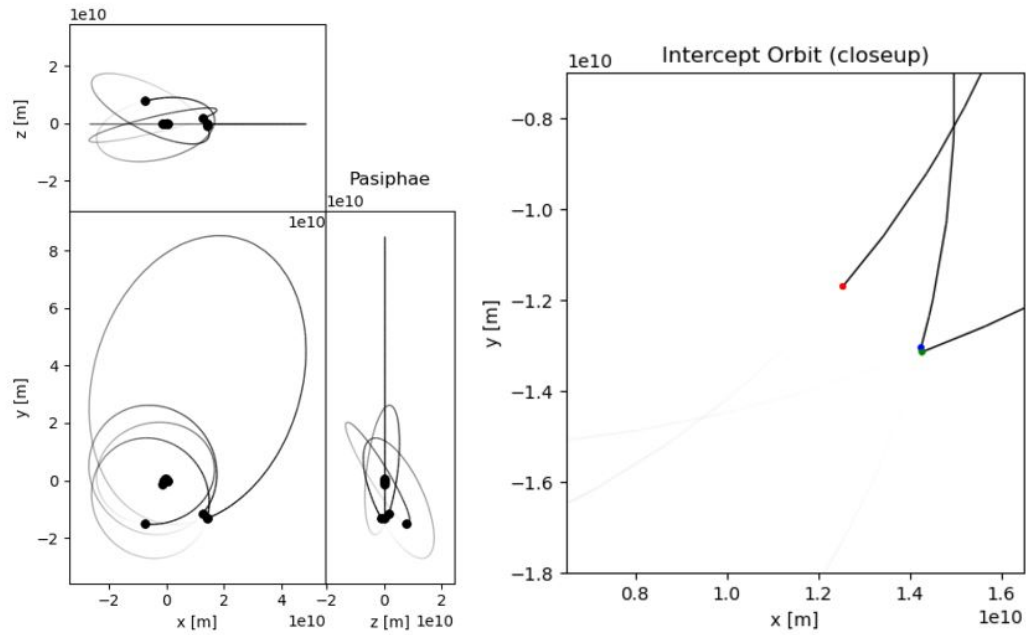 1e10
2
0
−2
z [m]
Pasiphae
1e10
1e10
8
6
4
2
0
−2
y [m]
−2 0 2 4
x [m] 1e10
−2 0 2
z [m] 1e10
Intercept Orbit (closeup)
1e10
−0.8
−1.0
−1.2
−1.4
−1.6
−1.8
y [m]
0.8 1.0 1.2 1.4 1.6
x [m] 1e10